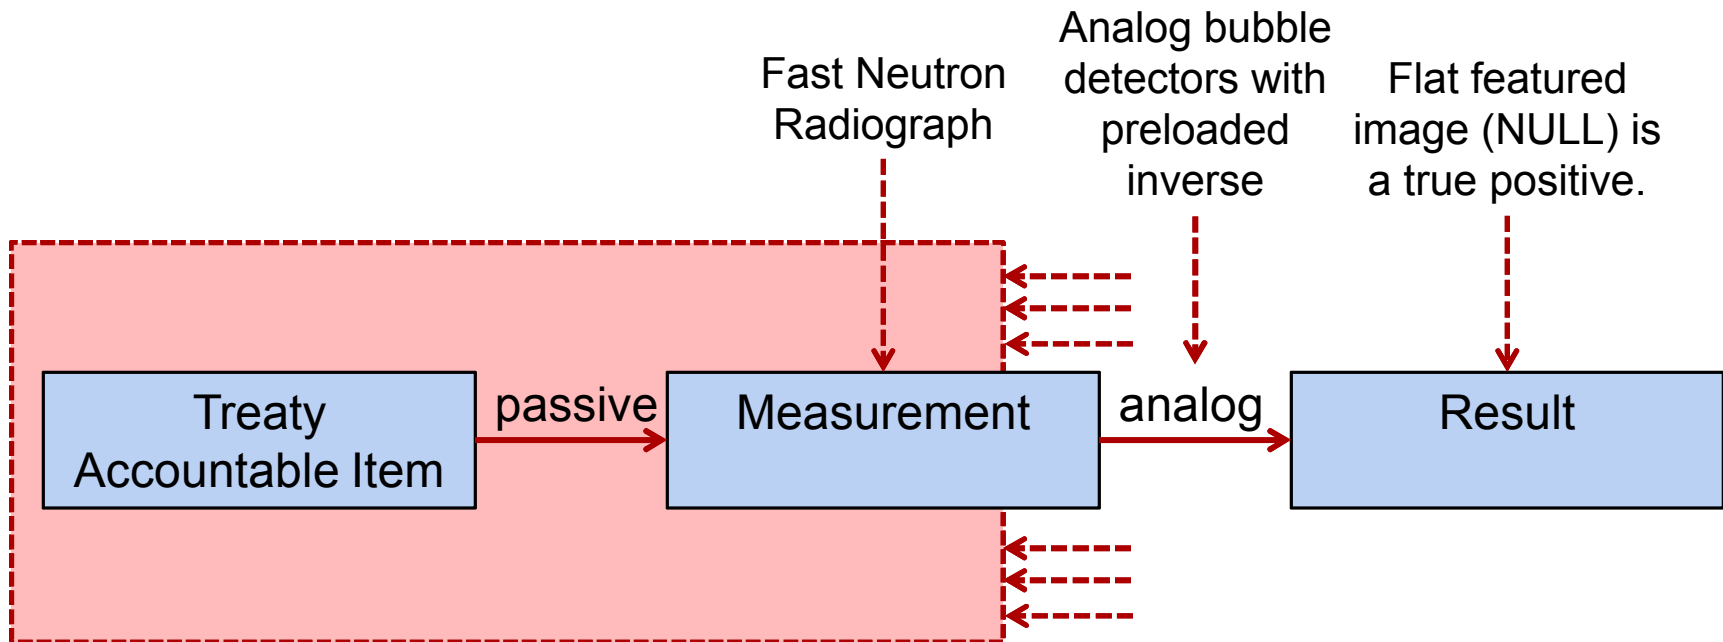 Fast Neutron
Radiograph
Analog bubble
detectors with
preloaded
inverse
Flat featured
image (NULL) is
a true positive.
Treaty
Accountable Item
passive
Measurement
analog
Result